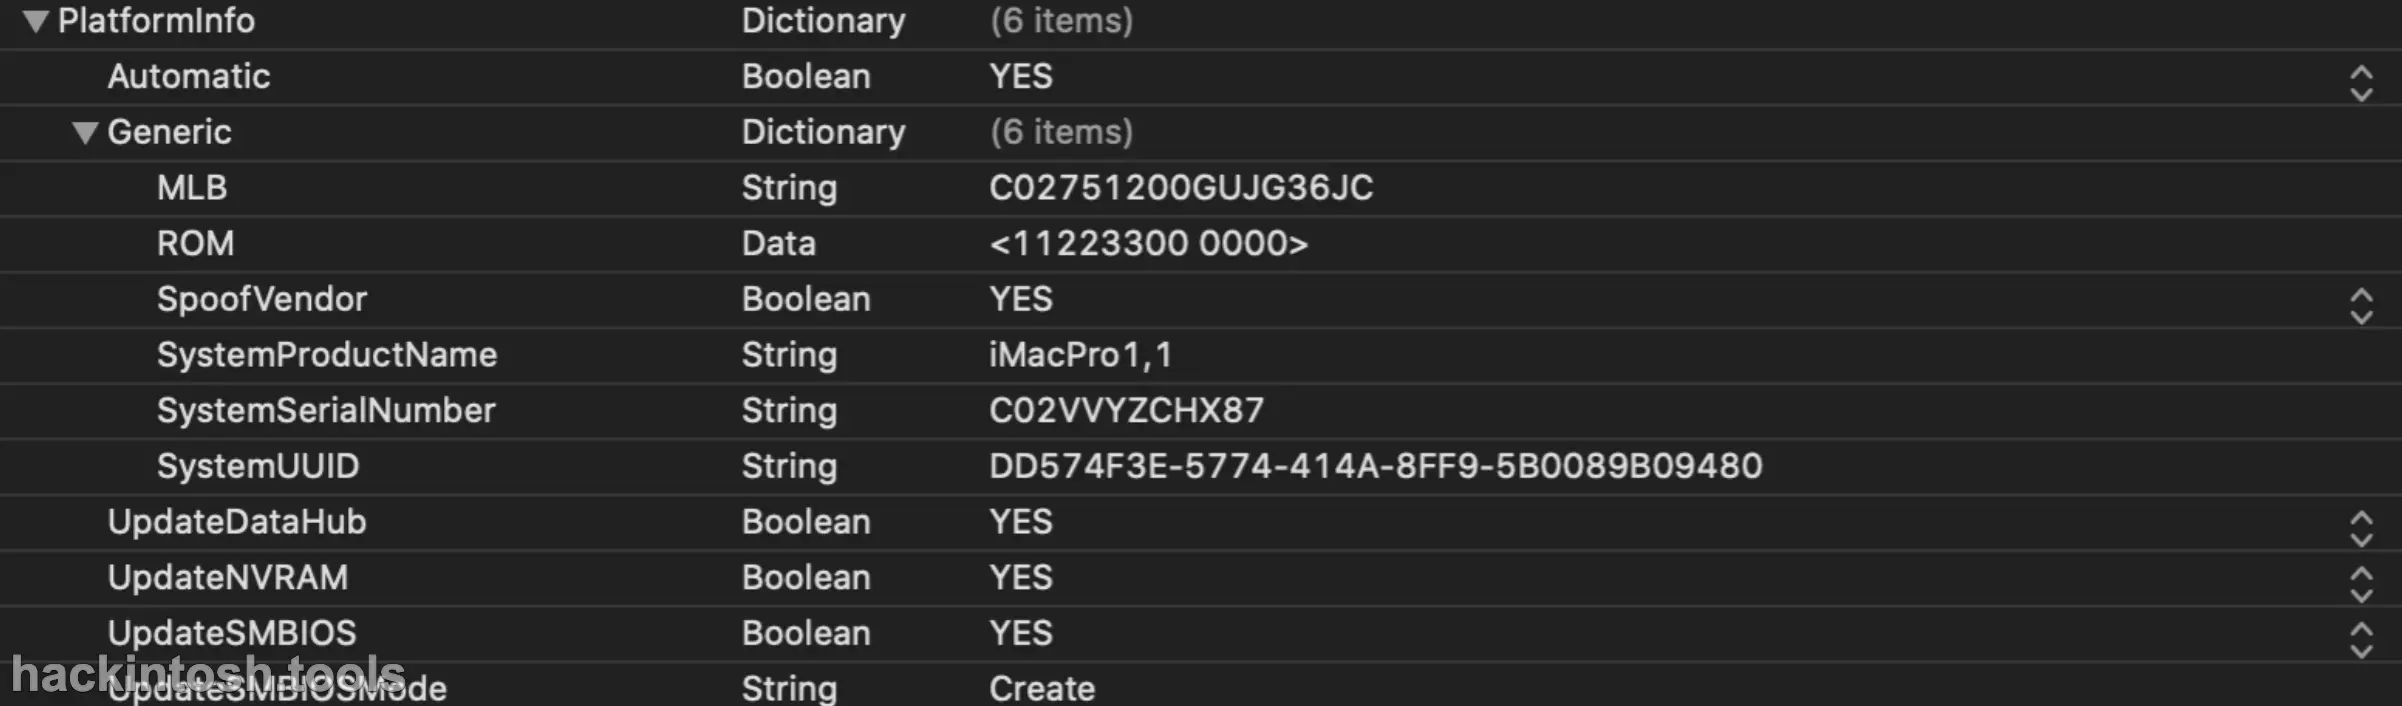 PlatformInfo Dictionary (6 items)
Automatic Boolean YES
Generic Dictionary (6 items)
MLB String C02751200GUJG36JC
ROM Data <11223300 0000>
SpoofVendor Boolean YES
SystemProductName String iMacPro1,1
SystemSerialNumber String C02VVYZCHX87
SystemUUID String DD574F3E-5774-414A-8FF9-5B0089B09480
UpdateDataHub Boolean YES
UpdateNVRAM Boolean YES
UpdateSMBIOS Boolean YES
hackintosh.tools
UpdateSMBIOSMode String Create